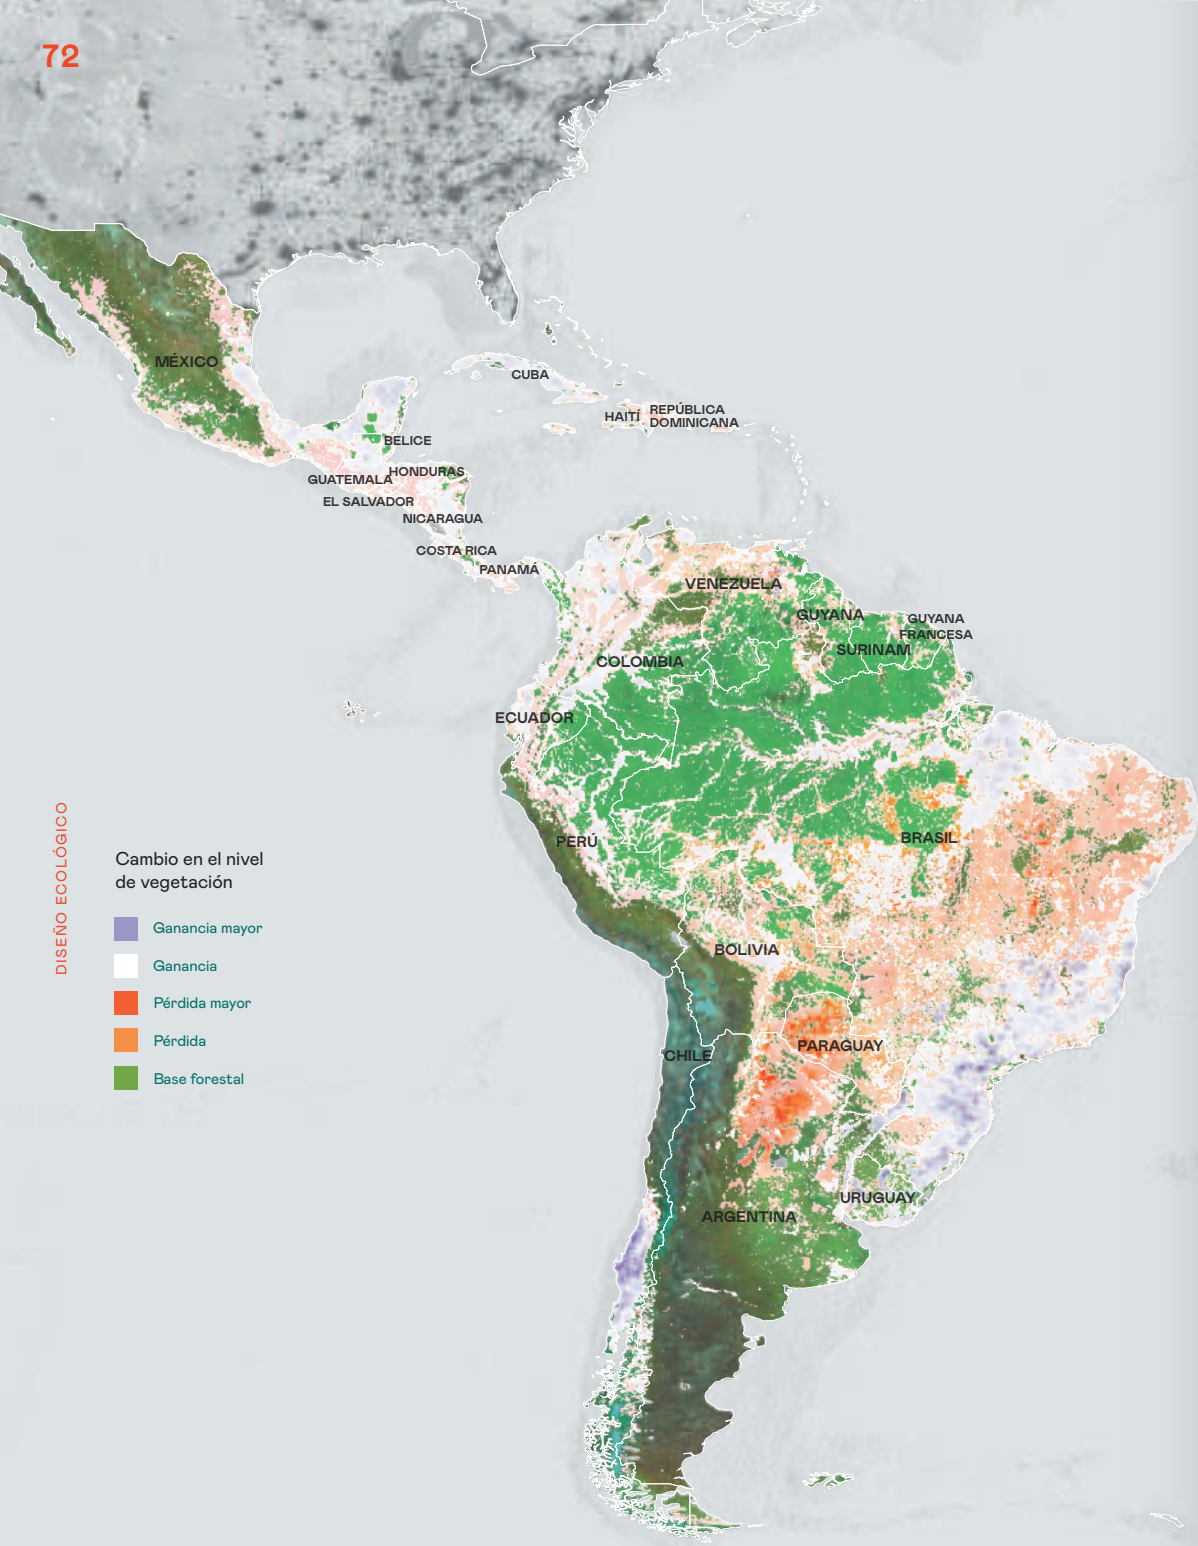 72
MÉXICO
CUBA
HAITÍ
REPÚBLICA
DOMINICANA
BELICE
HONDURAS
GUATEMALA
EL SALVADOR
NICARAGUA
COSTA RICA
PANAMÁ
VENEZUELA
GUYANA
GUYANA
FRANCESA
SURINAM
COLOMBIA
ECUADOR
PERÚ
BRASIL
BOLIVIA
PARAGUAY
CHILE
URUGUAY
ARGENTINA
DISEÑO ECOLÓGICO
Cambio en el nivel
de vegetación
Ganancia mayor
Ganancia
Pérdida mayor
Pérdida
Base forestal